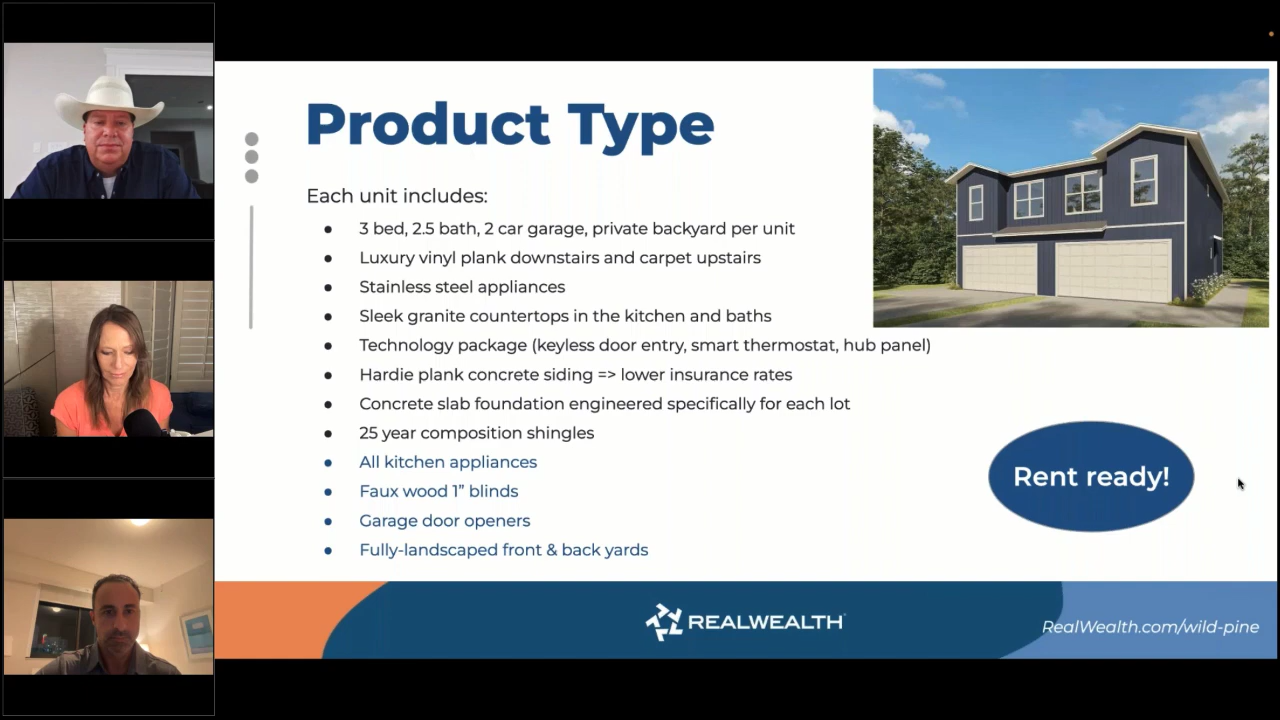 Product Type
Each unit includes:
• 3 bed, 2.5 bath, 2 car garage, private backyard per unit
• Luxury vinyl plank downstairs and carpet upstairs
• Stainless steel appliances
• Sleek granite countertops in the kitchen and baths
• Technology package (keyless door entry, smart thermostat, hub panel)
• Hardie plank concrete siding => lower insurance rates
• Concrete slab foundation engineered specifically for each lot
• 25 year composition shingles
• All kitchen appliances
• Faux wood 1” blinds
• Garage door openers
• Fully-landscaped front & back yards
Rent ready!
REALWEALTH
RealWealth.com/wild-pine